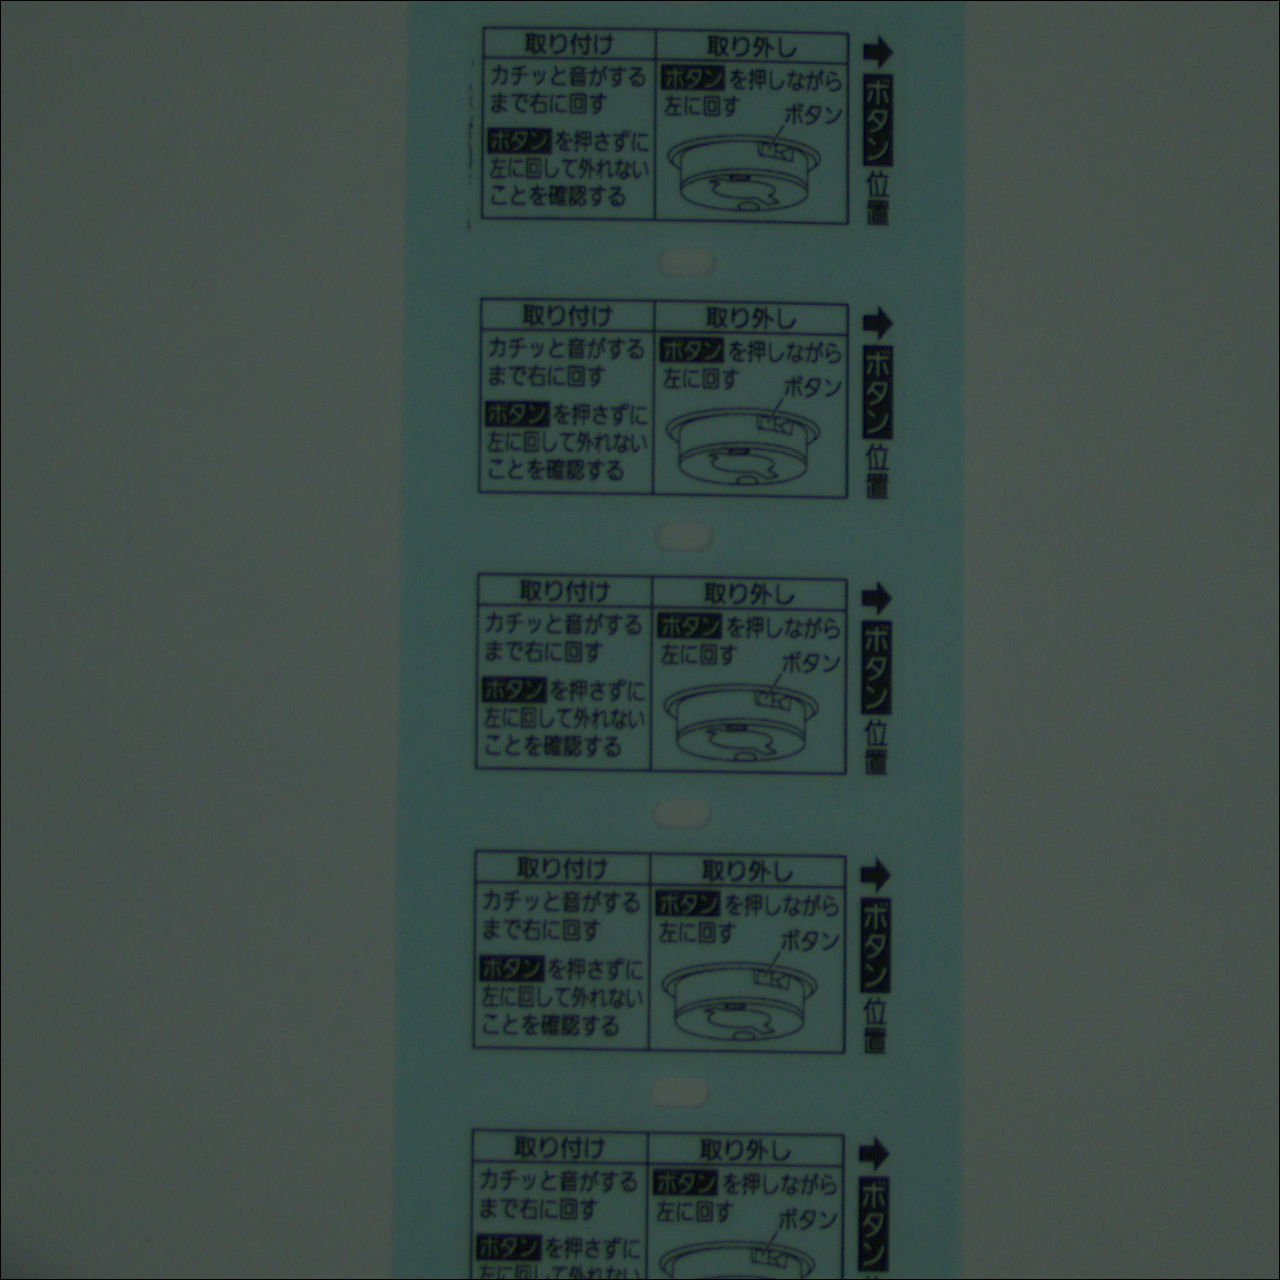 取り付け
カチッと音がする
まで右に回す
ボタンを押さずに
左に回して外れない
ことを確認する
取り外し
ボタンを押しながら
左に回す
ボタン
➡ボタン位置
取り付け
カチッと音がする
まで右に回す
ボタンを押さずに
左に回して外れない
ことを確認する
取り外し
ボタンを押しながら
左に回す
ボタン
➡ボタン位置
取り付け
カチッと音がする
まで右に回す
ボタンを押さずに
左に回して外れない
ことを確認する
取り外し
ボタンを押しながら
左に回す
ボタン
➡ボタン位置
取り付け
カチッと音がする
まで右に回す
ボタンを押さずに
左に回して外れない
ことを確認する
取り外し
ボタンを押しながら
左に回す
ボタン
➡ボタン位置
取り付け
カチッと音がする
まで右に回す
ボタンを押さずに
左に回して外れない
取り外し
ボタンを押しながら
左に回す
ボタン
➡ボタン